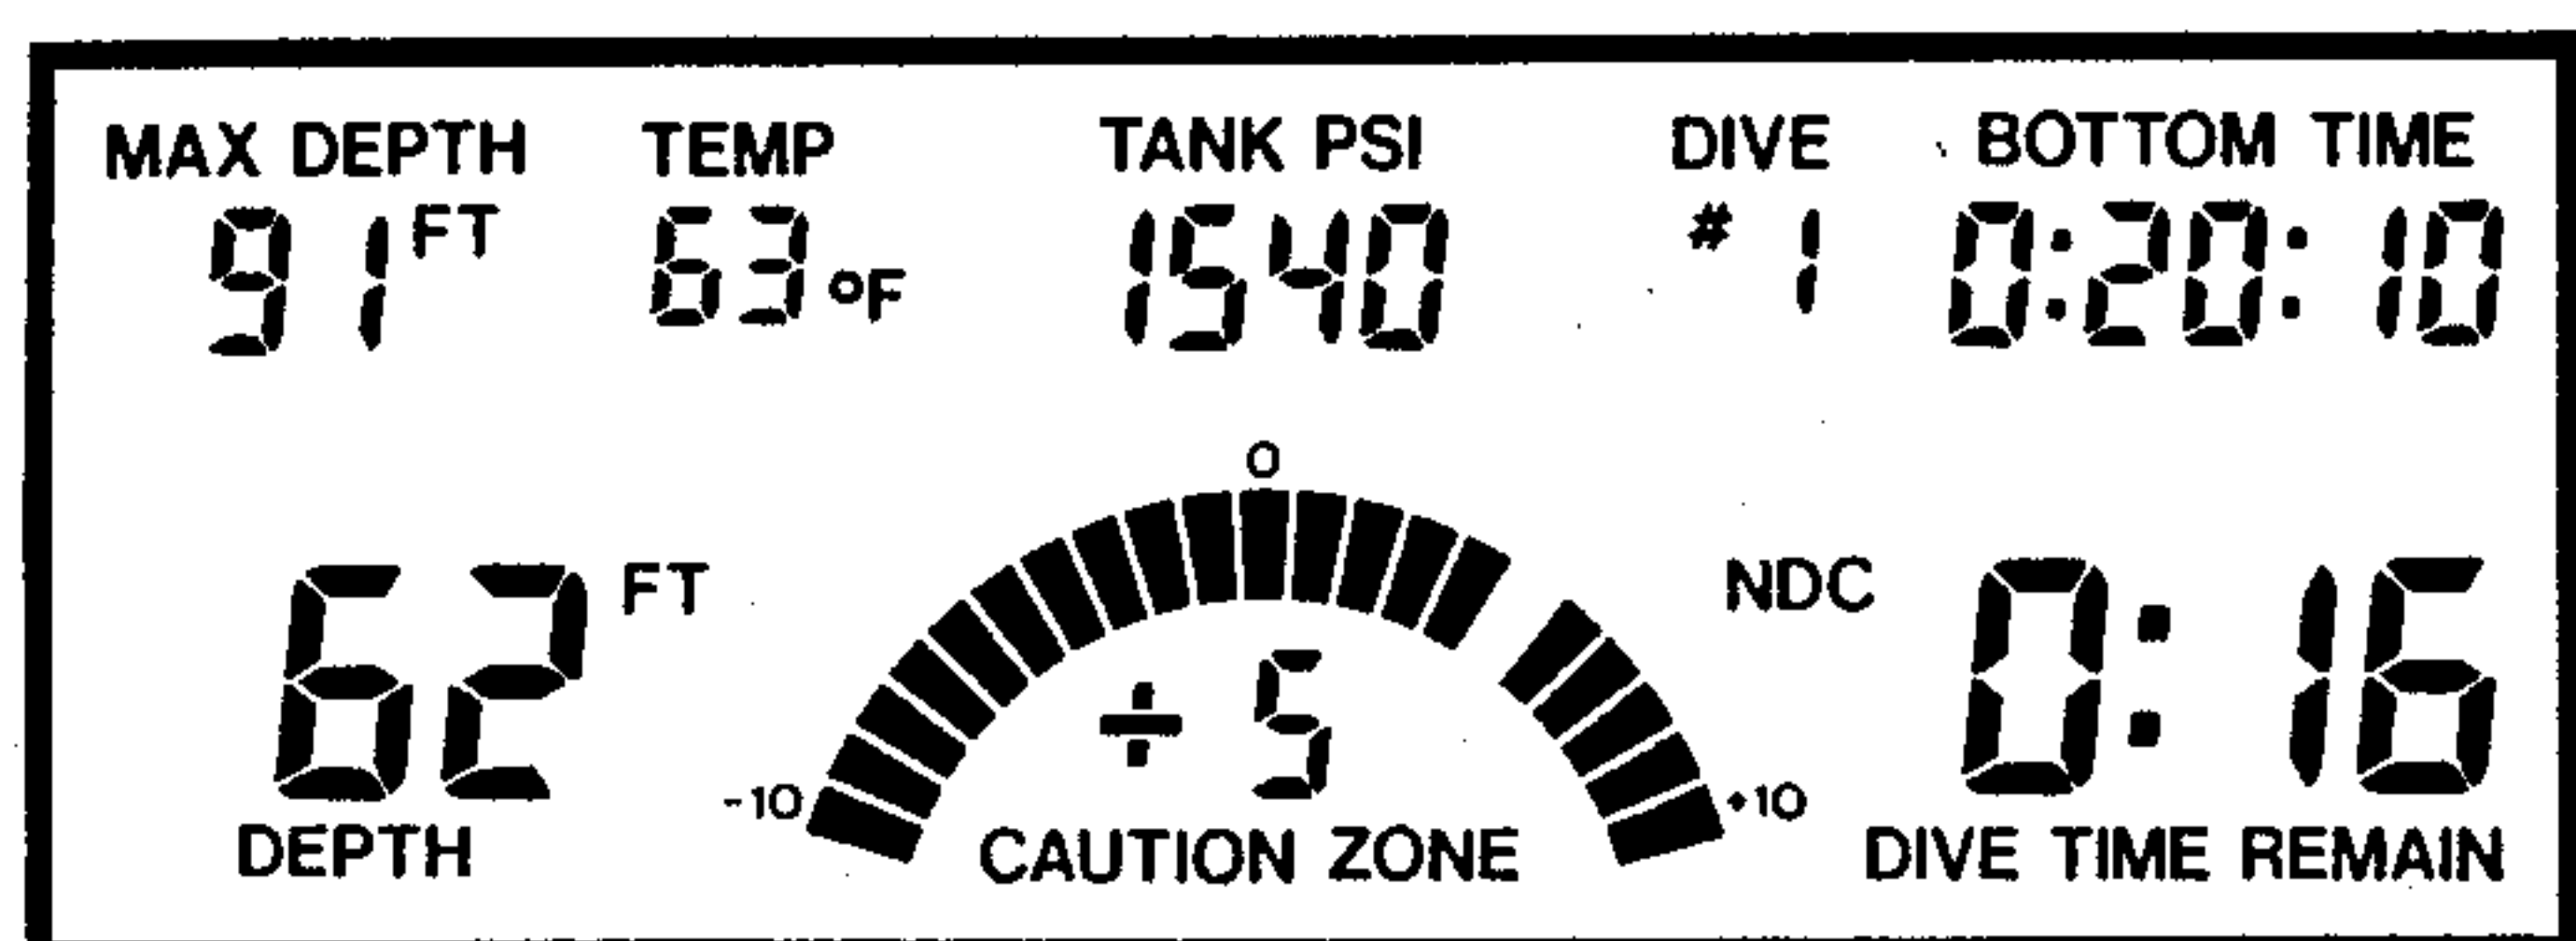 MAX DEPTH TEMP TANK PSI DIVE BOTTOM TIME
91 FT 63 °F 1540 # 1 0:20:10
0
62 FT NDC 0:16
÷ 5
-10 +10
DEPTH CAUTION ZONE DIVE TIME REMAIN